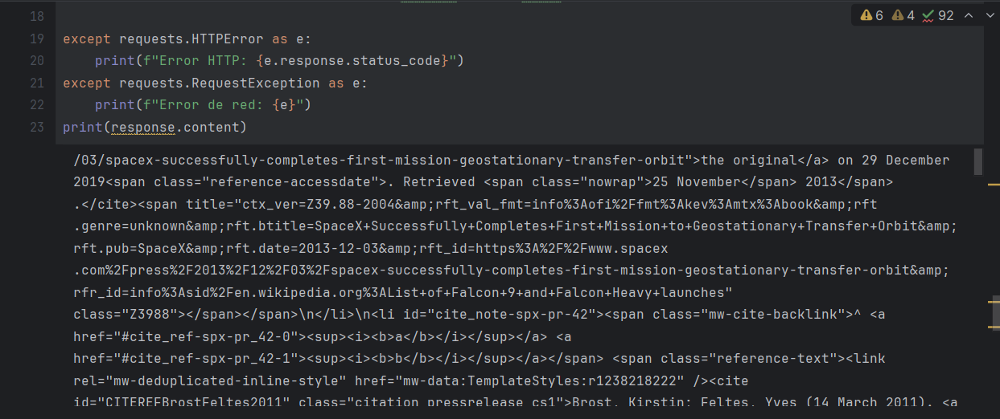 6 4 92
18
19 except requests.HTTPError as e:
20 print(f"Error HTTP: {e.response.status_code}")
21 except requests.RequestException as e:
22 print(f"Error de red: {e}")
23 print(response.content)
/03/spacex-successfully-completes-first-mission-geostationary-transfer-orbit">the original</a> on 29 December
2019<span class="reference-accessdate">. Retrieved <span class="nowrap">25 November</span> 2013</span>
.</cite><span title="ctx_ver=Z39.88-2004&amp;rft_val_fmt=info%3Aofi%2Ffmt%3Akev%3Amtx%3Abook&amp;rft
.genre=unknown&amp;rft.btitle=SpaceX+Successfully+Completes+First+Mission+to+Geostationary+Transfer+Orbit&amp;
rft.pub=SpaceX&amp;rft.date=2013-12-03&amp;rft_id=https%3A%2F%2Fwww.spacex
.com%2Fpress%2F2013%2F12%2F03%2Fspacex-successfully-completes-first-mission-geostationary-transfer-orbit&amp;
rfr_id=info%3Asid%2Fen.wikipedia.org%3AList+of+Falcon+9+and+Falcon+Heavy+launches"
class="Z3988"></span></span>\n</li>\n<li id="cite_note-spx-pr-42"><span class="mw-cite-backlink">^ <a
href="#cite_ref-spx-pr_42-0"><sup><i><b>a</b></i></sup></a> <a
href="#cite_ref-spx-pr_42-1"><sup><i><b>b</b></i></sup></a></span> <span class="reference-text"><link
rel="mw-deduplicated-inline-style" href="mw-data:TemplateStyles:r1238218222" /><cite
id="CITEREFBrostFeltes2011" class="citation pressrelease cs1">Brost, Kirstin; Feltes, Yves (14 March 2011). <a